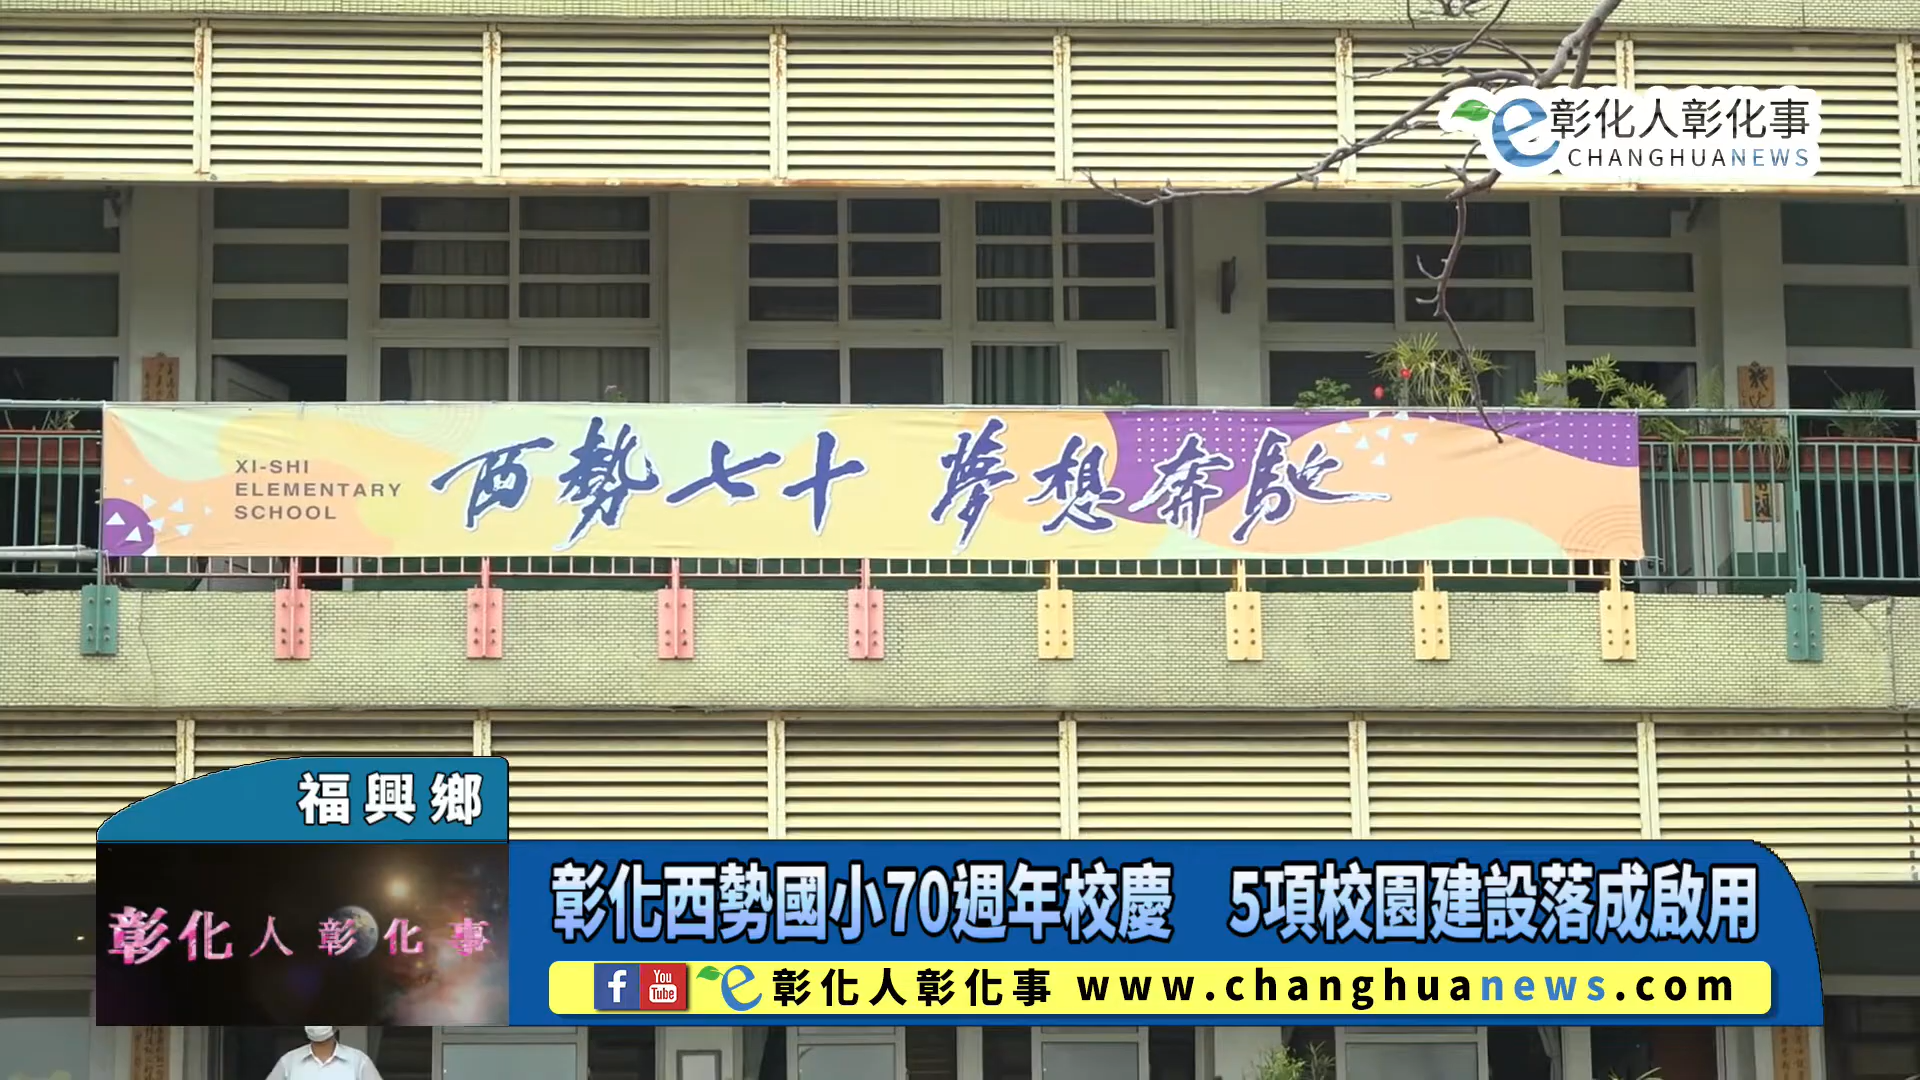 彰化人彰化事
CHANGHUANEWS
XI-SHI
ELEMENTARY
SCHOOL
西勢七十 夢想奔馳
福興鄉
彰化人彰化事
彰化西勢國小70週年校慶 5項校園建設落成啟用
f You Tube e彰化人彰化事 www.changhuanews.com